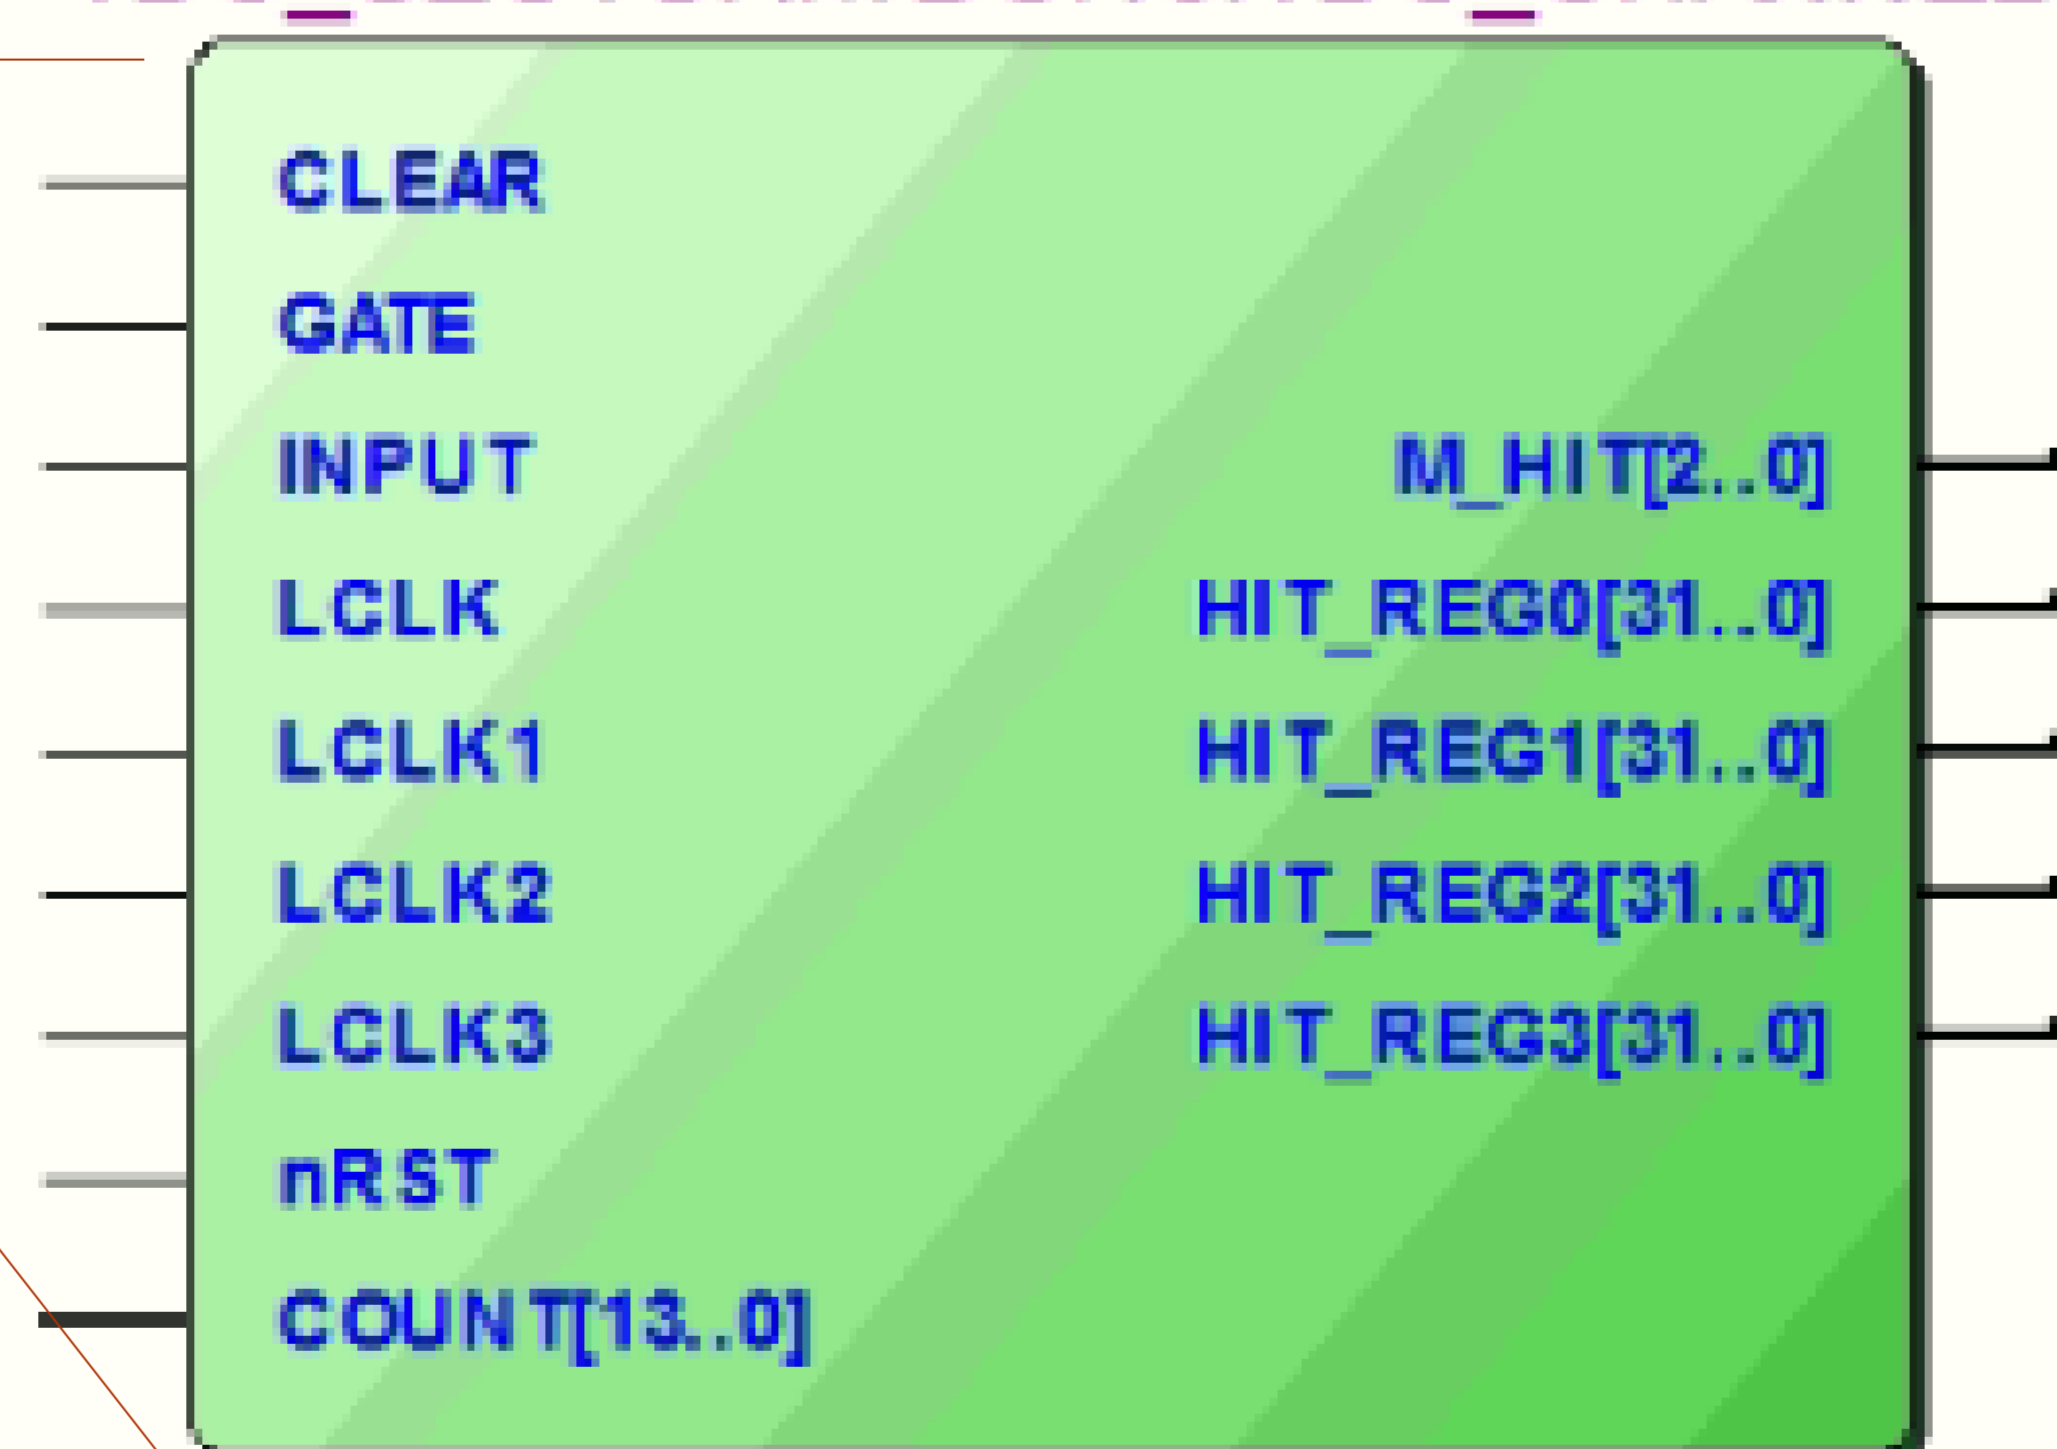 CLEAR
GATE
INPUT
M_HIT[2..0]
LCLK
HIT_REG0[31..0]
LCLK1
HIT_REG1[31..0]
LCLK2
HIT_REG2[31..0]
LCLK3
HIT_REG3[31..0]
nRST
COUNT[13..0]